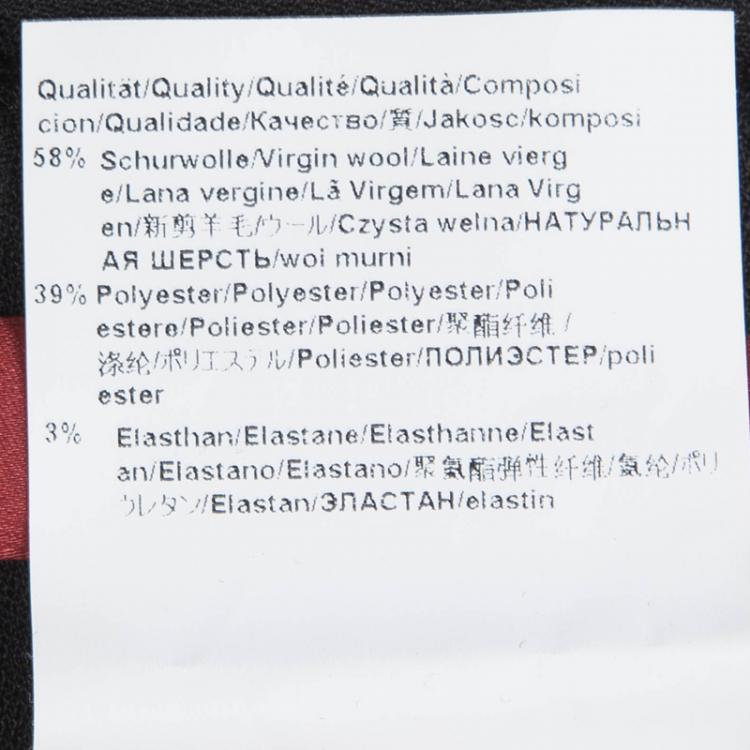 Qualität/Quality/Qualité/Qualità/Composi
cion/Qualidade/Качество/質/Jakosc/komposi
58% Schurwolle/Virgin wool/Laine vierg
e/Lana vergine/Lã Virgem/Lana Virg
en/新剪羊毛/ウール/Czysta welna/НАТУРАЛЬН
АЯ ШЕРСТЬ/woi murni
39% Polyester/Polyester/Polyester/Poli
estere/Poliester/Poliester/聚酯纤维/
涤纶/ポリエステル/Poliester/ПОЛИЭСТЕР/poli
ester
3% Elasthan/Elastane/Elasthanne/Elast
an/Elastano/Elastano/聚氨酯弹性纤维/氨纶/ポリ
ウレタン/Elastan/ЭЛАСТАН/elastin